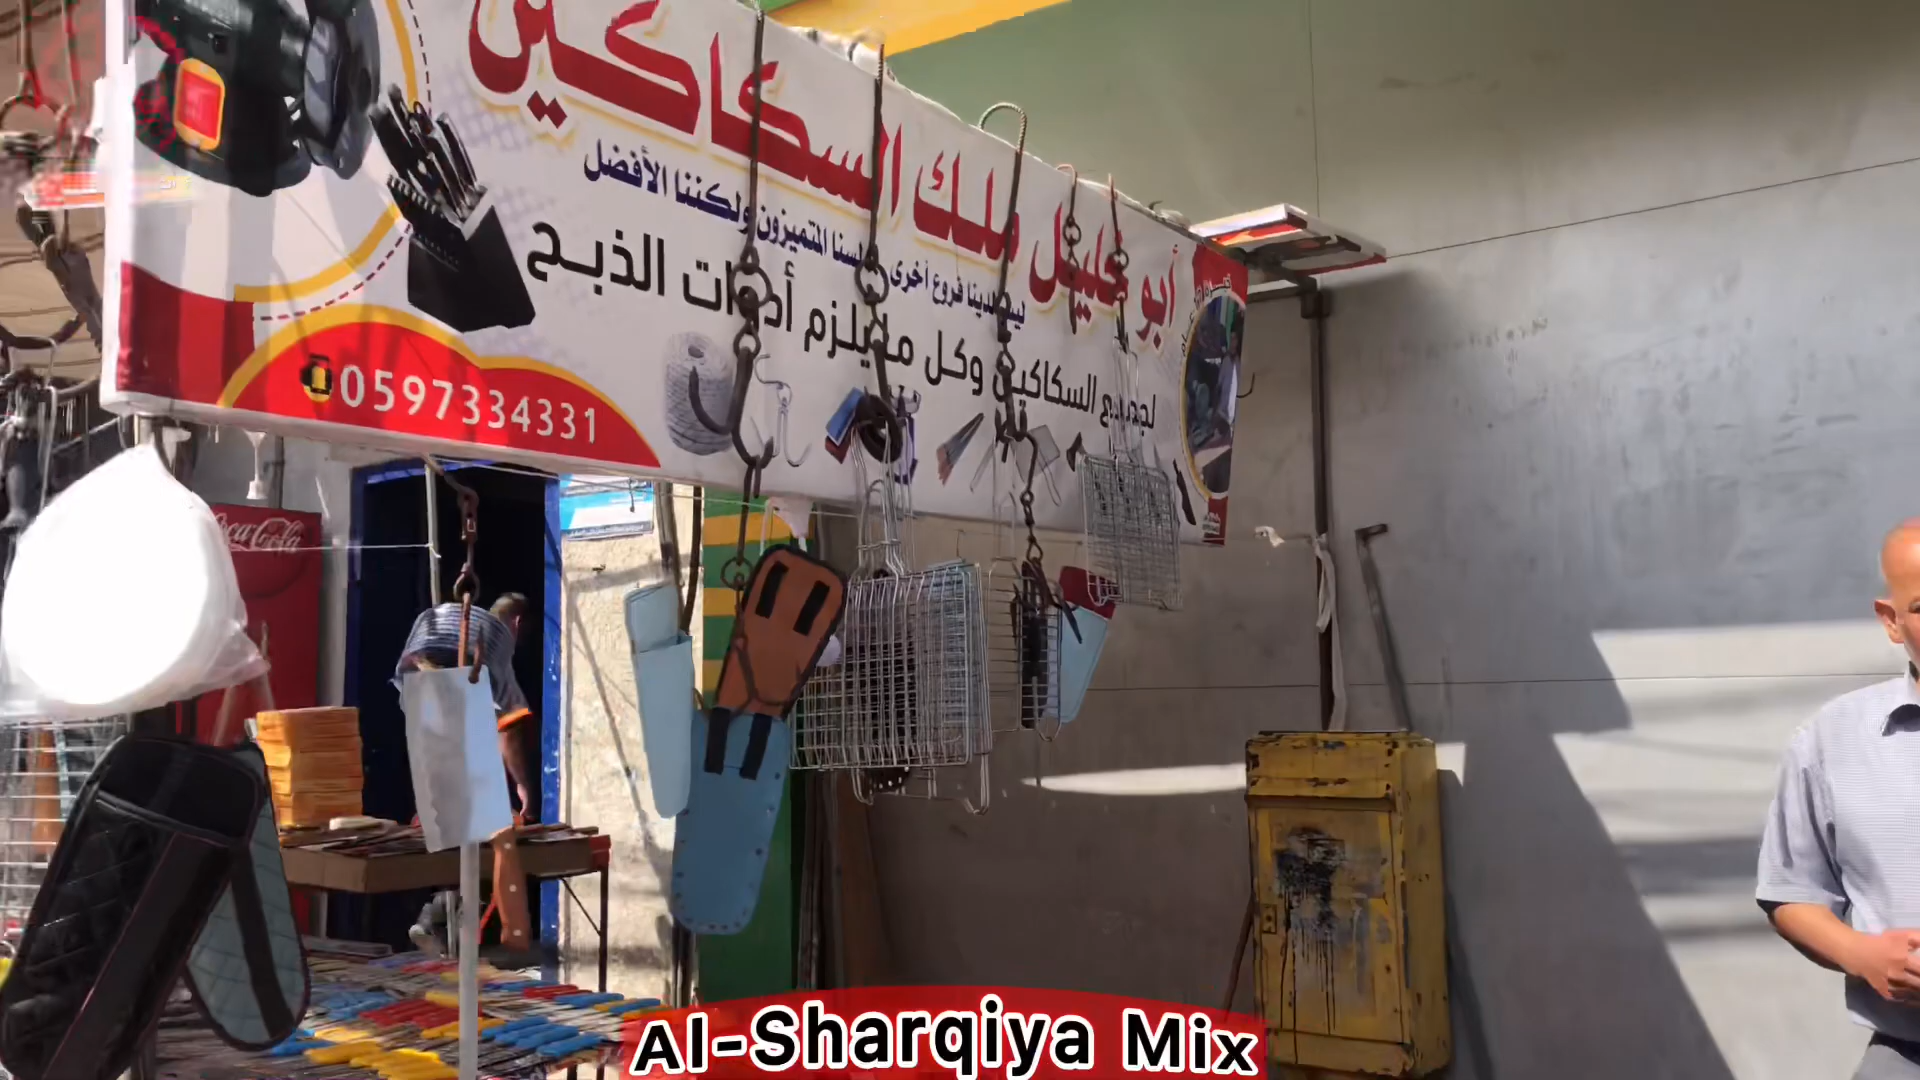 أبو خليل ملك السكاكين
ليس لدينا فروع أخرى لسنا المتميزون ولكننا الأفضل
لجميع السكاكين وكل ما يلزم أدوات الذبح
0597334331
Coca-Cola
Al-Sharqiya Mix